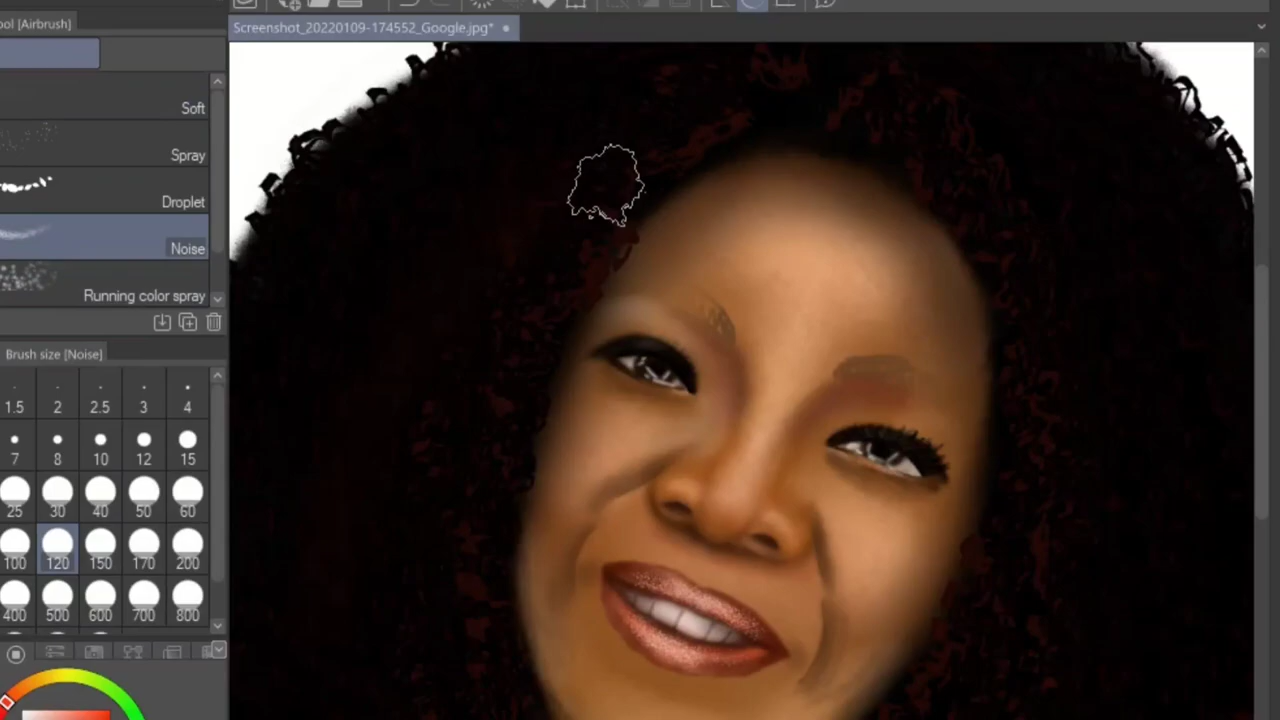 ool [Airbrush]
Screenshot_20220109-174552_Google.jpg*
Soft
Spray
Droplet
Noise
Running color spray
Brush size [Noise]
1.5 2 2.5 3 4
7 8 10 12 15
25 30 40 50 60
100 120 150 170 200
400 500 600 700 800